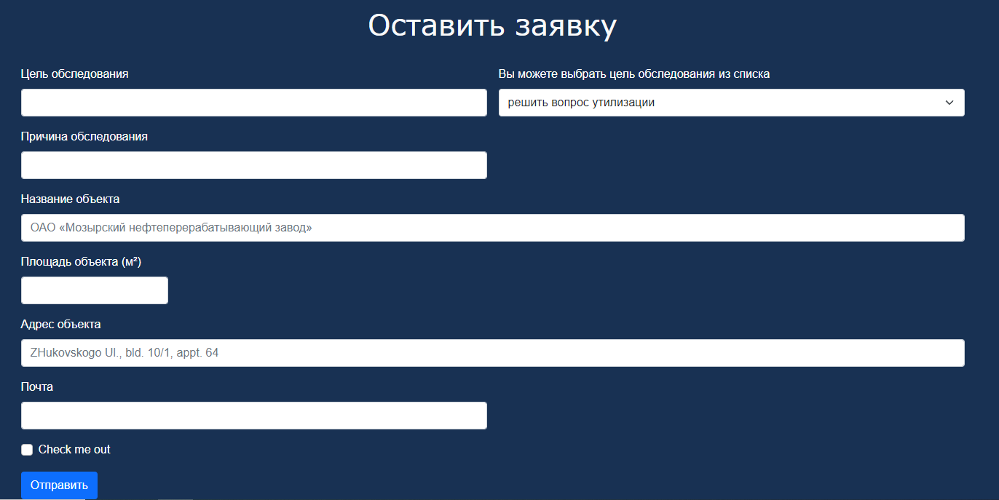 Оставить заявку
Цель обследования
Вы можете выбрать цель обследования из списка
решить вопрос утилизации
Причина обследования
Название объекта
ОАО «Мозырский нефтеперерабатывающий завод»
Площадь объекта (м²)
Адрес объекта
ZHukovskogo Ul., bld. 10/1, appt. 64
Почта
Check me out
Отправить